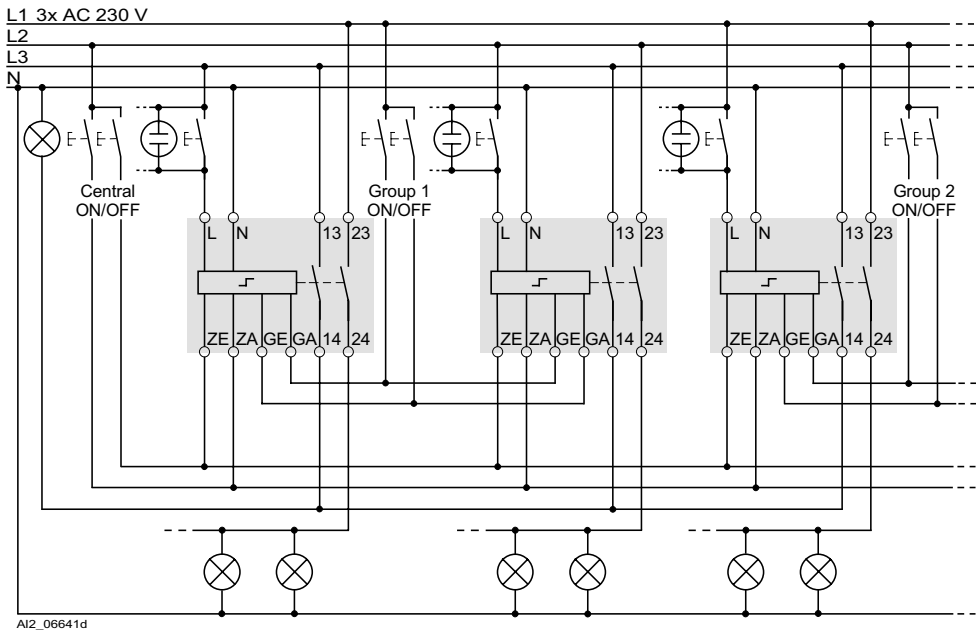 L1 3x AC 230 V
L2
L3
N
Central
ON/OFF
Group 1
ON/OFF
Group 2
ON/OFF
L N 13 23
L N 13 23
L N 13 23
ZE ZA GE GA 14 24
ZE ZA GE GA 14 24
ZE ZA GE GA 14 24
AI2_06641d